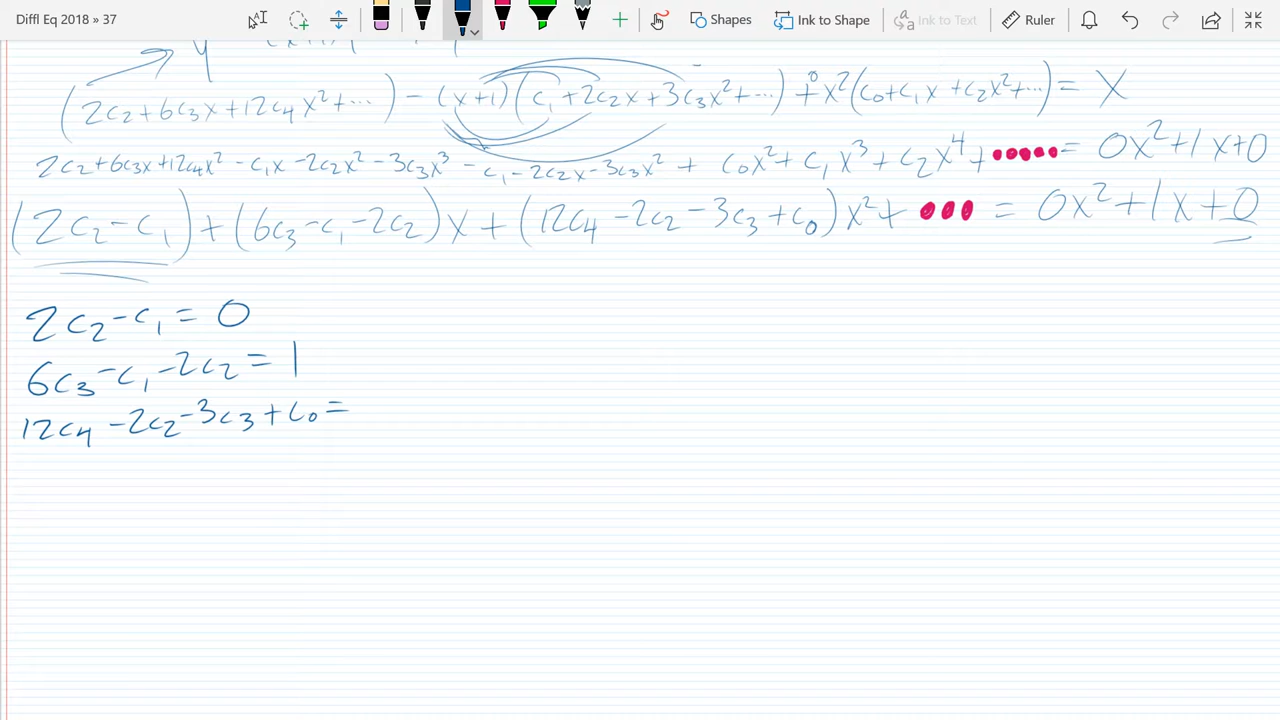 Diffl Eq 2018 » 37
Shapes
Ink to Shape
Ink to Text
Ruler
(2c₂+6c₃x+12c₄x²+...) - (x+1)(c₁+2c₂x+3c₃x²+...) + x²(c₀+c₁x+c₂x²+...) = x
2c₂+6c₃x+12c₄x² -c₁x -2c₂x² -3c₃x³ -c₁ -2c₂x -3c₃x² + c₀x² + c₁x³ + c₂x⁴ + ..... = 0x²+1x+0
(2c₂-c₁) + (6c₃-c₁-2c₂)x + (12c₄-2c₂-3c₃+c₀)x² + ... = 0x²+1x+0
2c₂-c₁ = 0
6c₃-c₁-2c₂ = 1
12c₄-2c₂-3c₃+c₀ =